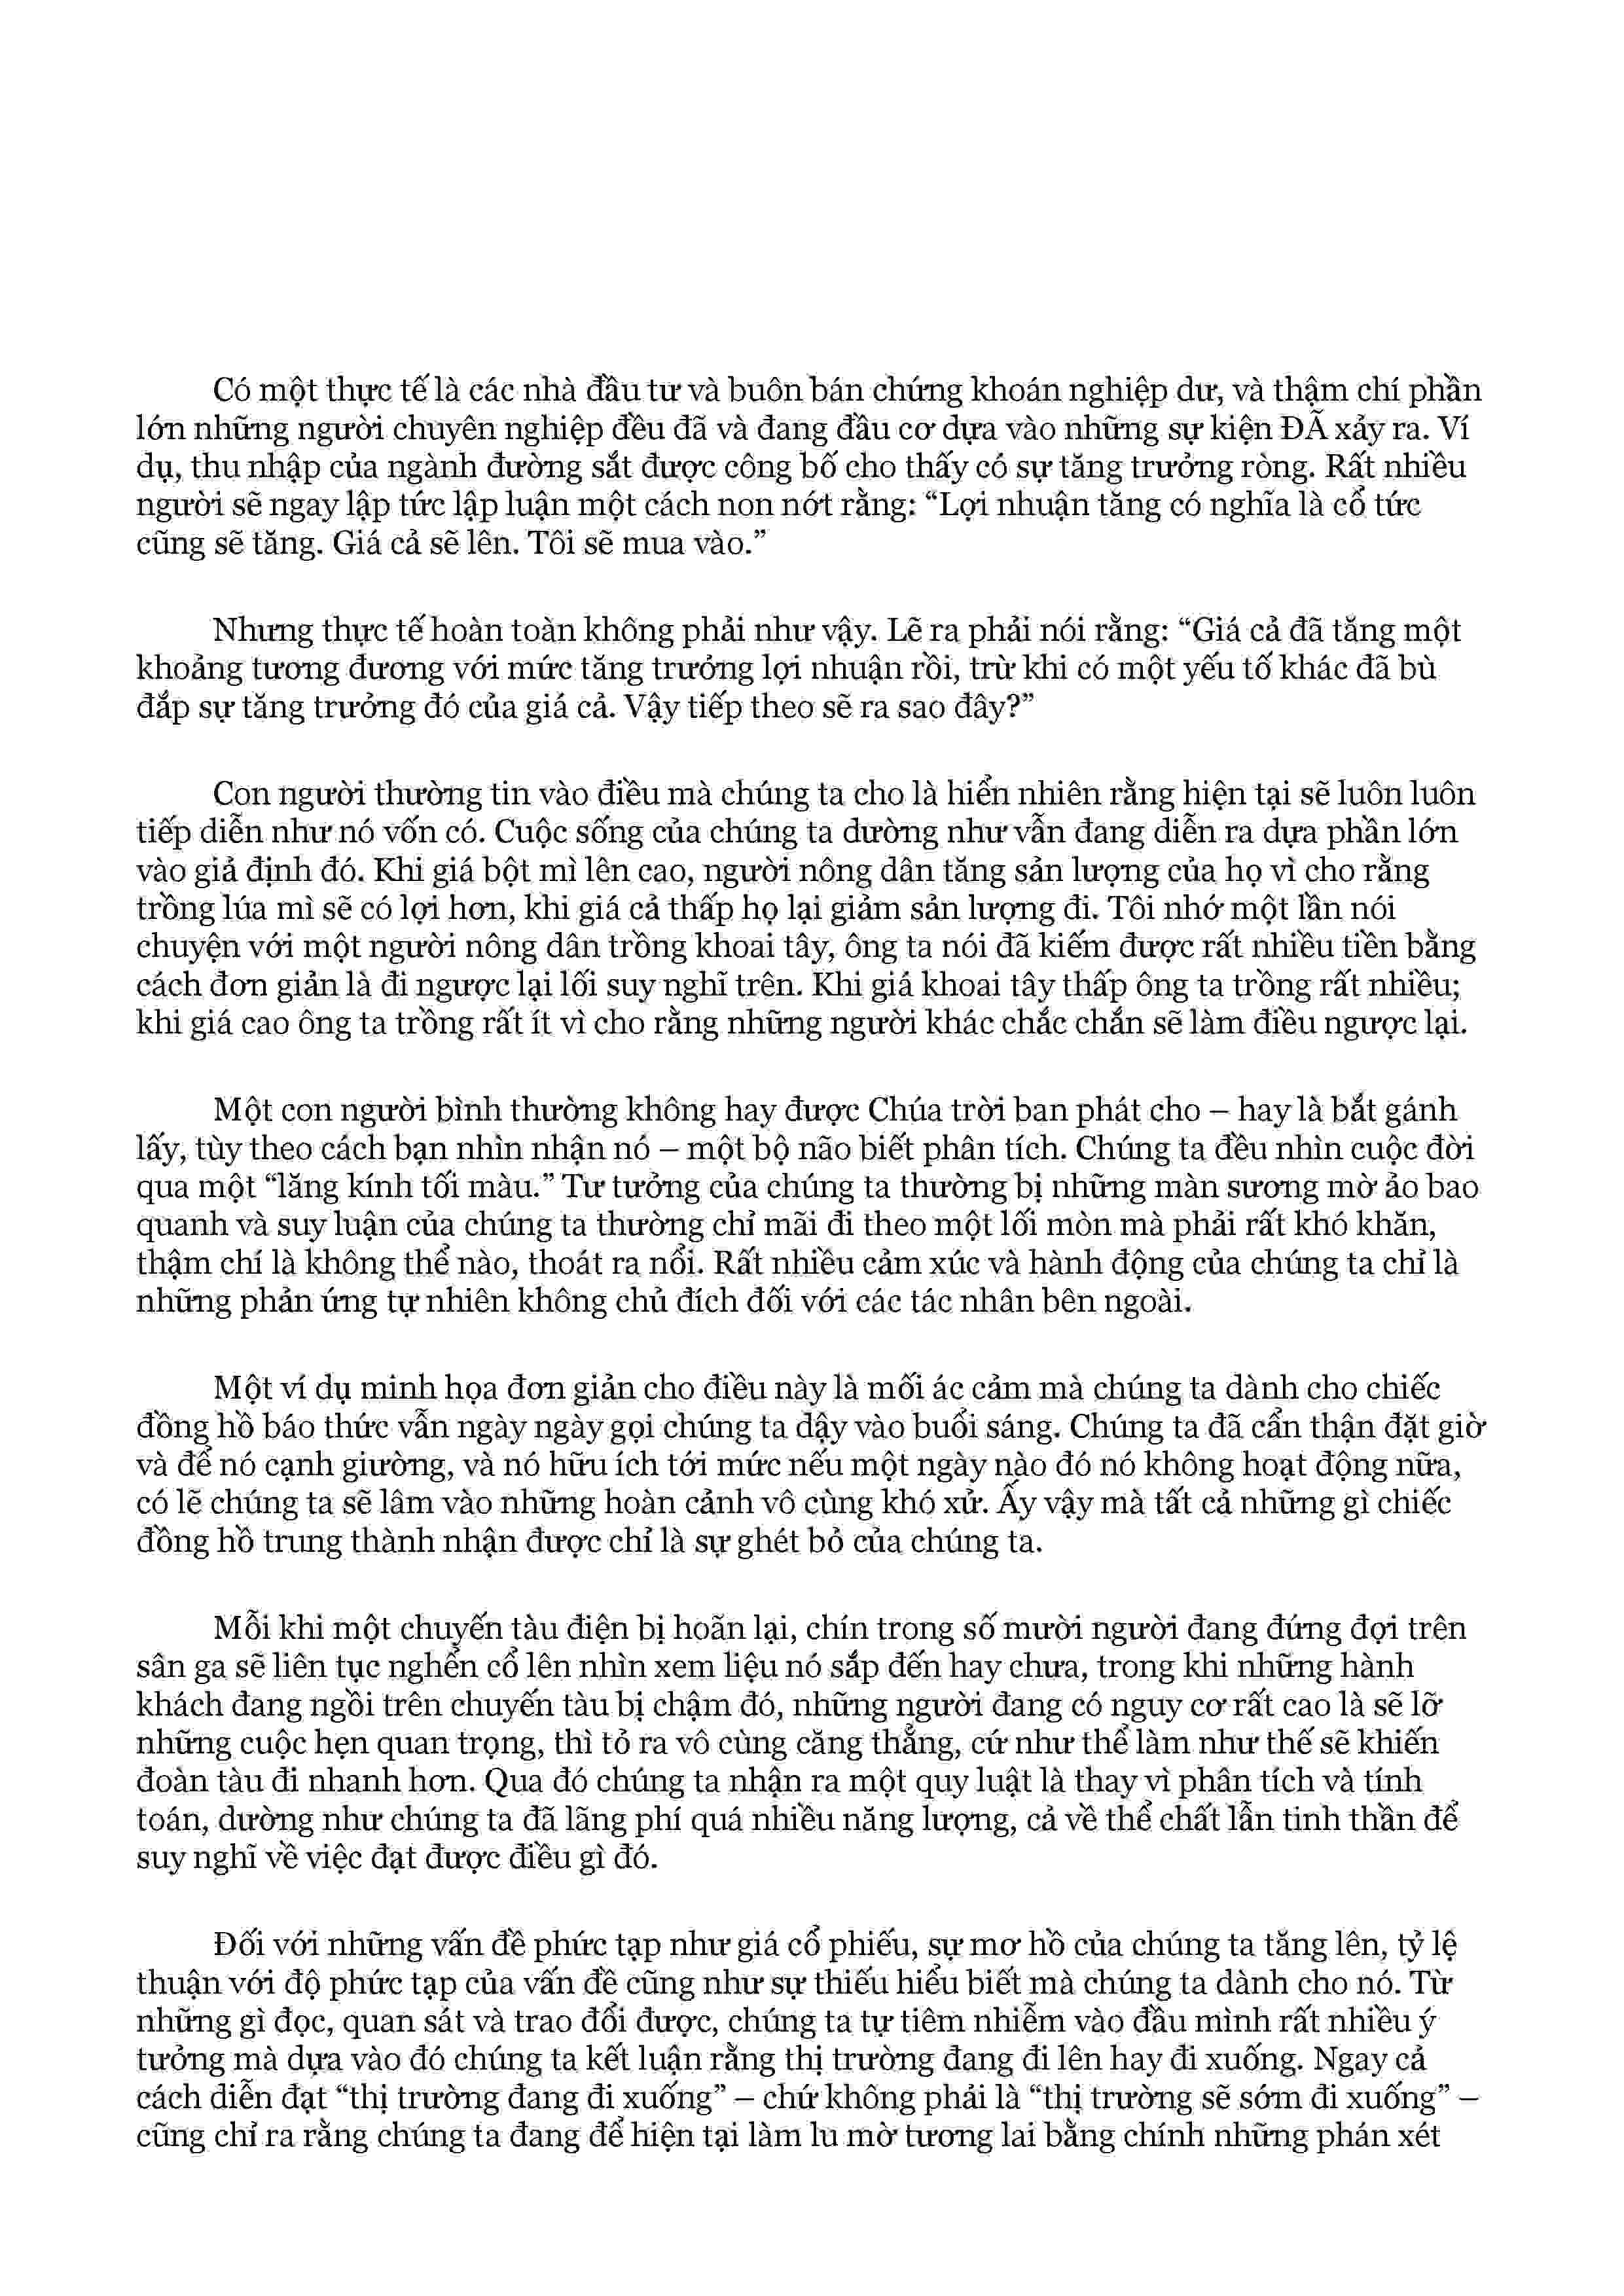 Có một thực tế là các nhà đầu tư và buôn bán chứng khoán nghiệp dư, và thậm chí phần
lớn những người chuyên nghiệp đều đã và đang đầu cơ dựa vào những sự kiện ĐÃ xảy ra. Ví
dụ, thu nhập của ngành đường sắt được công bố cho thấy có sự tăng trưởng ròng. Rất nhiều
người sẽ ngay lập tức lập luận một cách non nót rằng: “Lợi nhuận tăng có nghĩa là cổ tức
cũng sẽ tăng. Giá cả sẽ lên. Tôi sẽ mua vào.”
Nhưng thực tế hoàn toàn không phải như vậy. Lẽ ra phải nói rằng: “Giá cả đã tăng một
khoảng tương đương với mức tăng trưởng lợi nhuận rồi, trừ khi có một yếu tố khác đã bù
đắp sự tăng trưởng đó của giá cả. Vậy tiếp theo sẽ ra sao đây?”
Con người thường tin vào điều mà chúng ta cho là hiển nhiên rằng hiện tại sẽ luôn luôn
tiếp diễn như nó vốn có. Cuộc sống của chúng ta dường như vẫn đang diễn ra dựa phần lớn
vào giả định đó. Khi giá bột mì lên cao, người nông dân tăng sản lượng của họ vì cho rằng
trồng lúa mì sẽ có lợi hơn, khi giá cả thấp họ lại giảm sản lượng đi. Tôi nhớ một lần nói
chuyện với một người nông dân trồng khoai tây, ông ta nói đã kiếm được rất nhiều tiền bằng
cách đơn giản là đi ngược lại lối suy nghĩ trên. Khi giá khoai tây thấp ông ta trồng rất nhiều;
khi giá cao ông ta trồng rất ít vì cho rằng những người khác chắc chắn sẽ làm điều ngược lại.
Một con người bình thường không hay được Chúa trời ban phát cho – hay là bắt gánh
lấy, tùy theo cách bạn nhìn nhận nó – một bộ não biết phân tích. Chúng ta đều nhìn cuộc đời
qua một “lăng kính tối màu.” Tư tưởng của chúng ta thường bị những màn sương mờ ảo bao
quanh và suy luận của chúng ta thường chỉ mãi đi theo một lối mòn mà phải rất khó khăn,
thậm chí là không thể nào, thoát ra nổi. Rất nhiều cảm xúc và hành động của chúng ta chỉ là
những phản ứng tự nhiên không chủ đích đối với các tác nhân bên ngoài.
Một ví dụ minh họa đơn giản cho điều này là mối ác cảm mà chúng ta dành cho chiếc
đồng hồ báo thức vẫn ngày ngày gọi chúng ta dậy vào buổi sáng. Chúng ta đã cẩn thận đặt giờ
và để nó cạnh giường, và nó hữu ích tới mức nếu một ngày nào đó nó không hoạt động nữa,
có lẽ chúng ta sẽ lâm vào những hoàn cảnh vô cùng khó xử. Ấy vậy mà tất cả những gì chiếc
đồng hồ trung thành nhận được chỉ là sự ghét bỏ của chúng ta.
Mỗi khi một chuyến tàu điện bị hoãn lại, chín trong số mười người đang đứng đợi trên
sân ga sẽ liên tục nghển cổ lên nhìn xem liệu nó sắp đến hay chưa, trong khi những hành
khách đang ngồi trên chuyến tàu bị chậm đó, những người đang có nguy cơ rất cao là sẽ lỡ
những cuộc hẹn quan trọng, thì tỏ ra vô cùng căng thẳng, cứ như thể làm như thế sẽ khiến
đoàn tàu đi nhanh hơn. Qua đó chúng ta nhận ra một quy luật là thay vì phân tích và tính
toán, dường như chúng ta đã lãng phí quá nhiều năng lượng, cả về thể chất lẫn tinh thần để
suy nghĩ về việc đạt được điều gì đó.
Đối với những vấn đề phức tạp như giá cổ phiếu, sự mơ hồ của chúng ta tăng lên, tỷ lệ
thuận với độ phức tạp của vấn đề cũng như sự thiếu hiểu biết mà chúng ta dành cho nó. Từ
những gì đọc, quan sát và trao đổi được, chúng ta tự tiêm nhiễm vào đầu mình rất nhiều ý
tưởng mà dựa vào đó chúng ta kết luận rằng thị trường đang đi lên hay đi xuống. Ngay cả
cách diễn đạt “thị trường đang đi xuống” – chứ không phải là “thị trường sẽ sớm đi xuống” –
cũng chỉ ra rằng chúng ta đang để hiện tại làm lu mờ tương lai bằng chính những phán xét